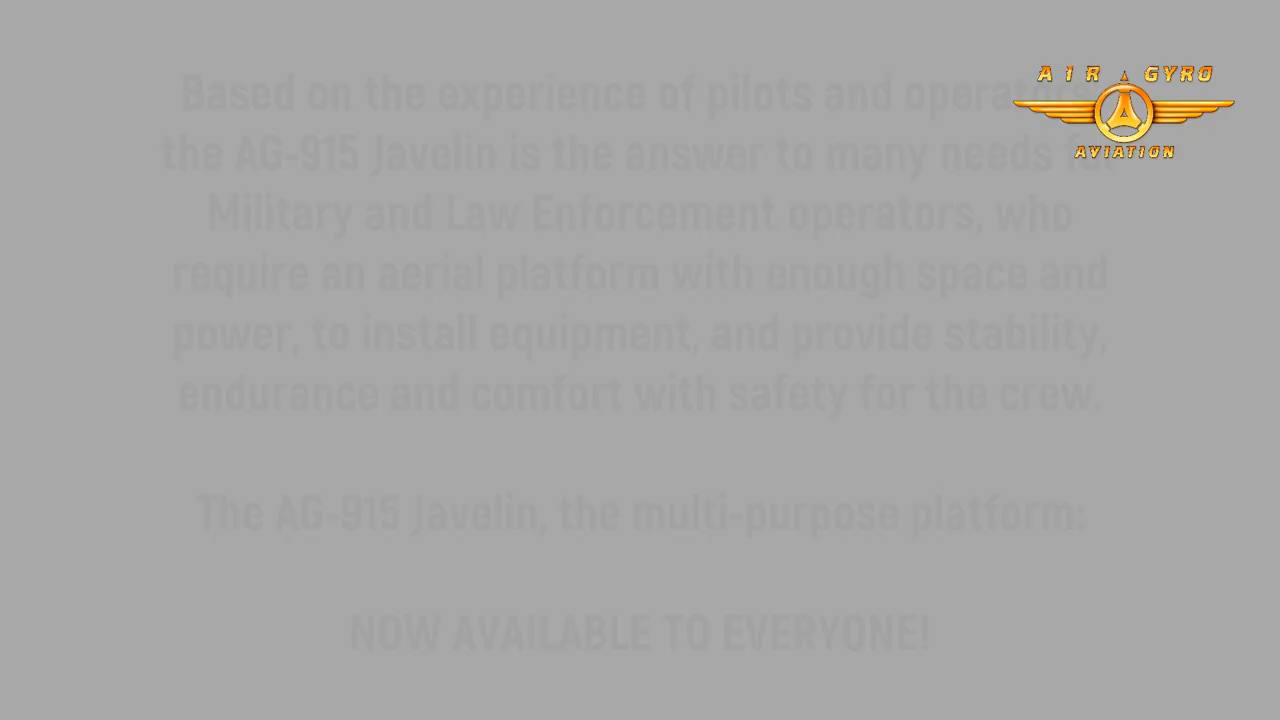 AIR GYRO
AVIATION
Based on the experience of pilots and operators
the AG-915 Javelin is the answer to many needs for
Military and Law Enforcement operators, who
require an aerial platform with enough space and
power, to install equipment, and provide stability,
endurance and comfort with safety for the crew.
The AG-915 Javelin, the multi-purpose platform:
NOW AVAILABLE TO EVERYONE!